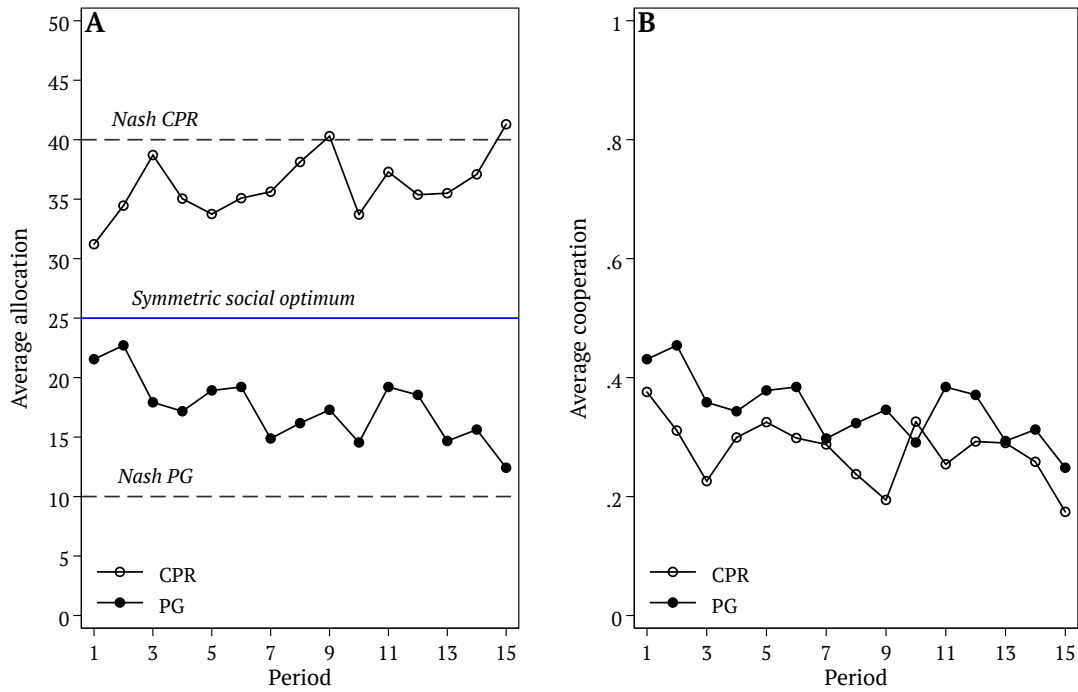 A
Average allocation
50
45
40
35
30
25
20
15
10
5
0
Nash CPR
Symmetric social optimum
Nash PG
CPR
PG
1 3 5 7 9 11 13 15
Period
B
Average cooperation
1
.8
.6
.4
.2
0
CPR
PG
1 3 5 7 9 11 13 15
Period